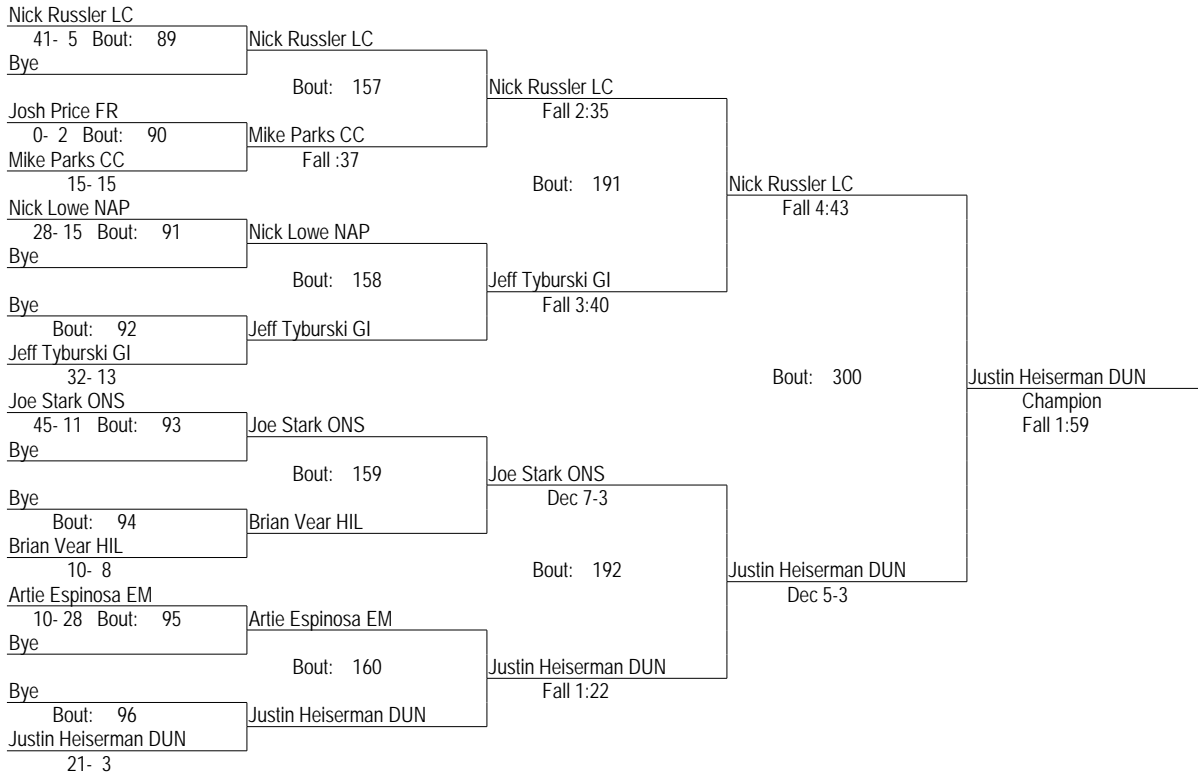 Nick Russler LC
41- 5 Bout: 89
Bye
Josh Price FR
0- 2 Bout: 90
Mike Parks CC
15- 15
Nick Lowe NAP
28- 15 Bout: 91
Bye
Bye
Bout: 92
Jeff Tyburski GI
32- 13
Joe Stark ONS
45- 11 Bout: 93
Bye
Bye
Bout: 94
Brian Vear HIL
10- 8
Artie Espinosa EM
10- 28 Bout: 95
Bye
Bye
Bout: 96
Justin Heiserman DUN
21- 3
Nick Russler LC
Bout: 157
Mike Parks CC
Fall :37
Nick Lowe NAP
Bout: 158
Jeff Tyburski GI
Joe Stark ONS
Bout: 159
Brian Vear HIL
Artie Espinosa EM
Bout: 160
Justin Heiserman DUN
Nick Russler LC
Fall 2:35
Bout: 191
Jeff Tyburski GI
Fall 3:40
Joe Stark ONS
Dec 7-3
Bout: 192
Justin Heiserman DUN
Fall 1:22
Nick Russler LC
Fall 4:43
Bout: 300
Justin Heiserman DUN
Dec 5-3
Justin Heiserman DUN
Champion
Fall 1:59